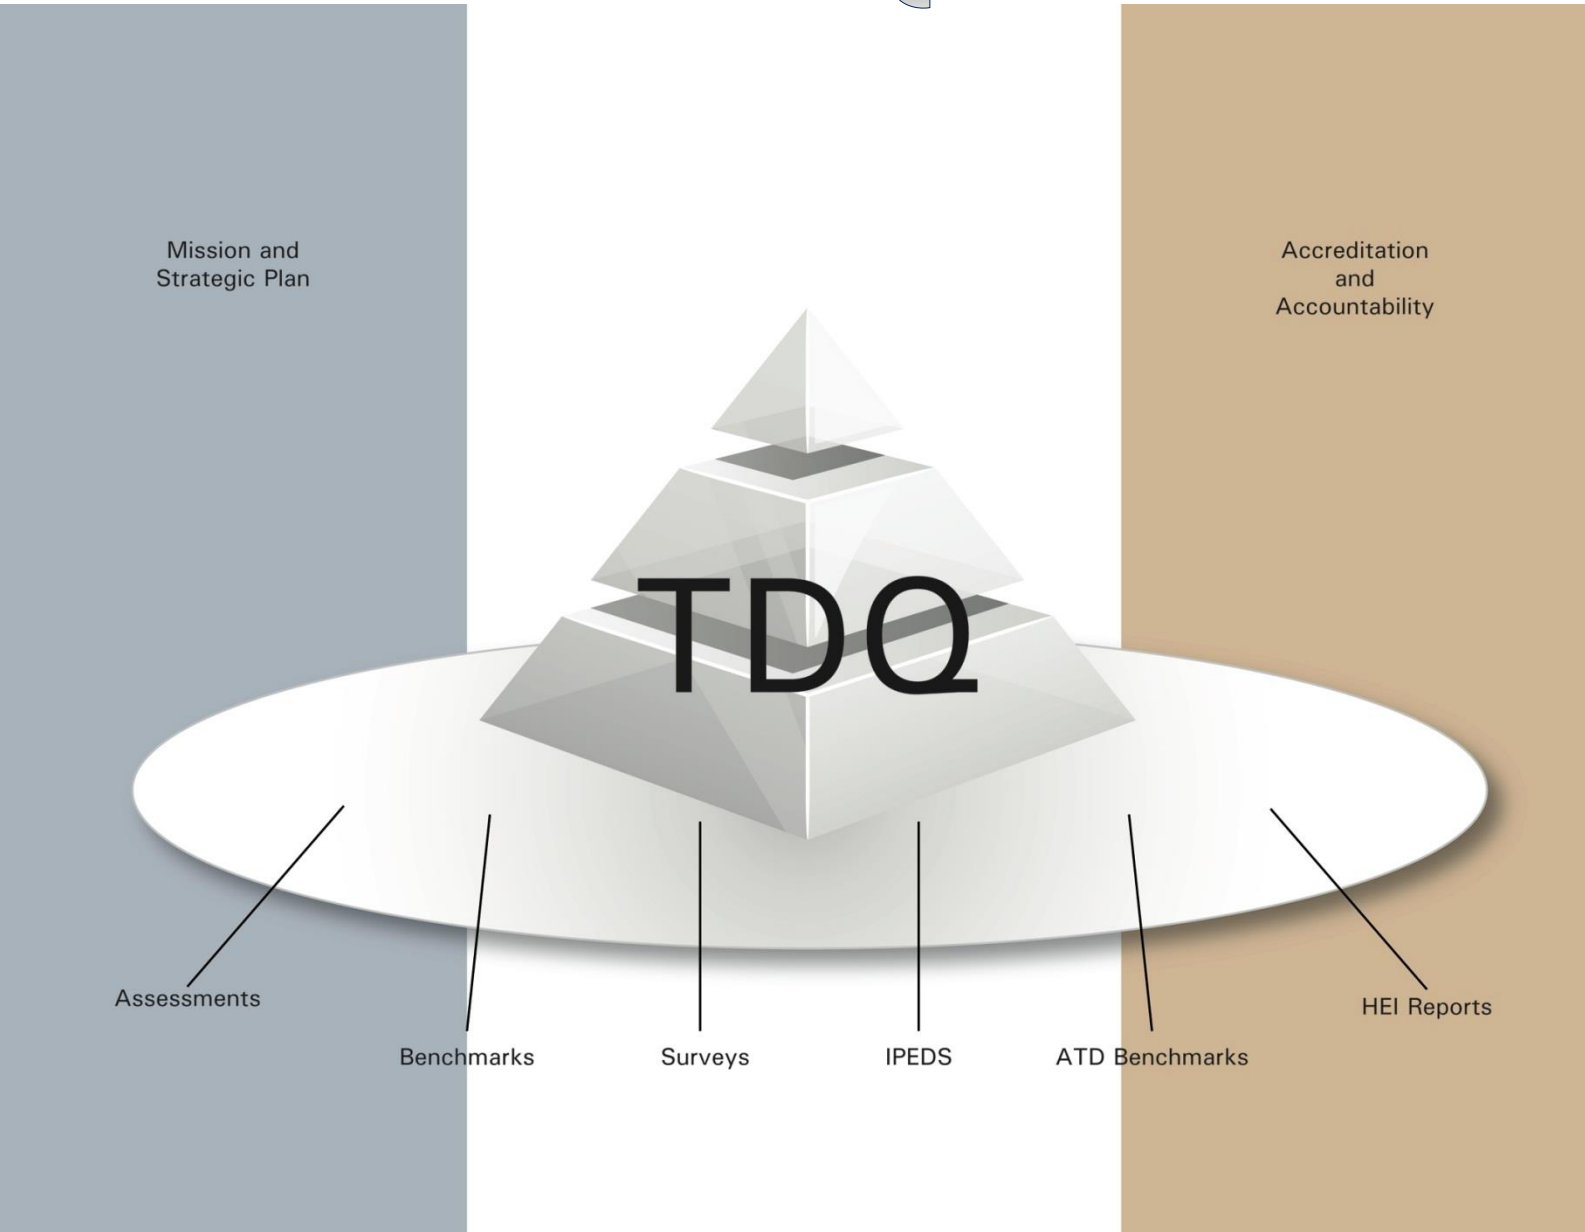 Mission and
Strategic Plan
Accreditation
and
Accountability
TDQ
Assessments
HEI Reports
Benchmarks
Surveys
IPEDS
ATD Benchmarks